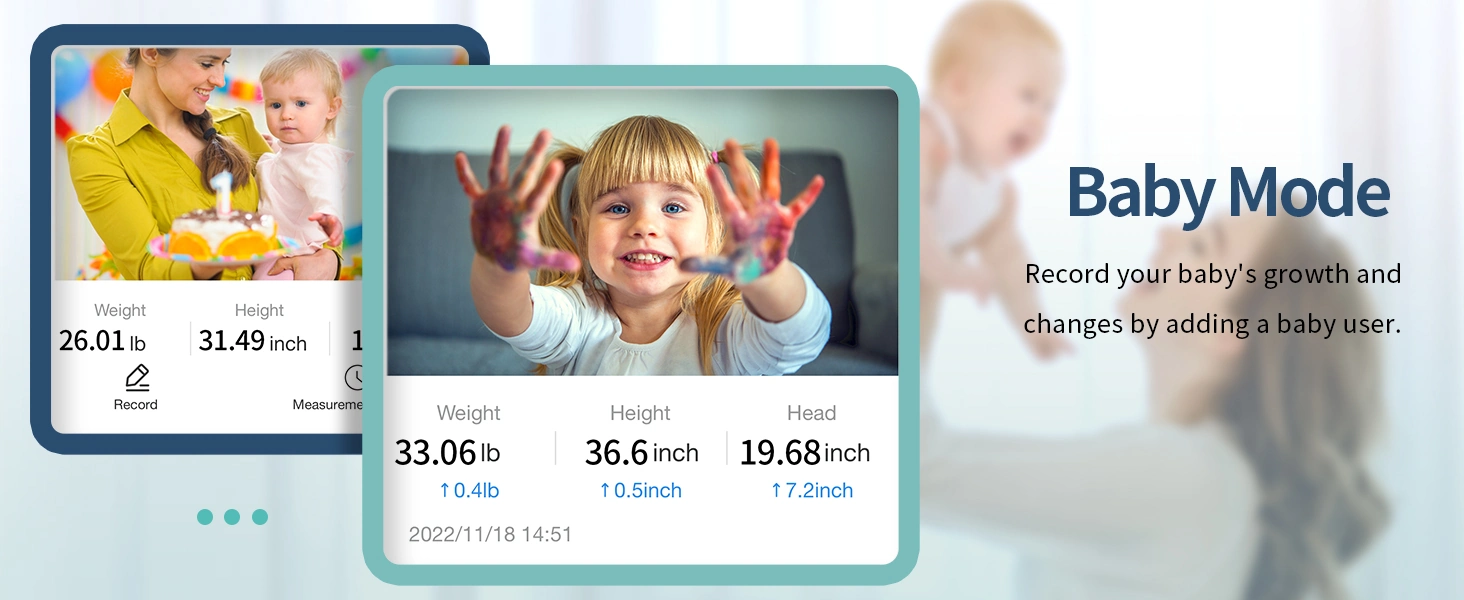 Weight Height
26.01 lb 31.49 inch 1
Record
Weight Height Head
33.06 lb 36.6 inch 19.68 inch
↑0.4lb ↑0.5inch ↑7.2inch
2022/11/18 14:51
Baby Mode
Record your baby's growth and
changes by adding a baby user.